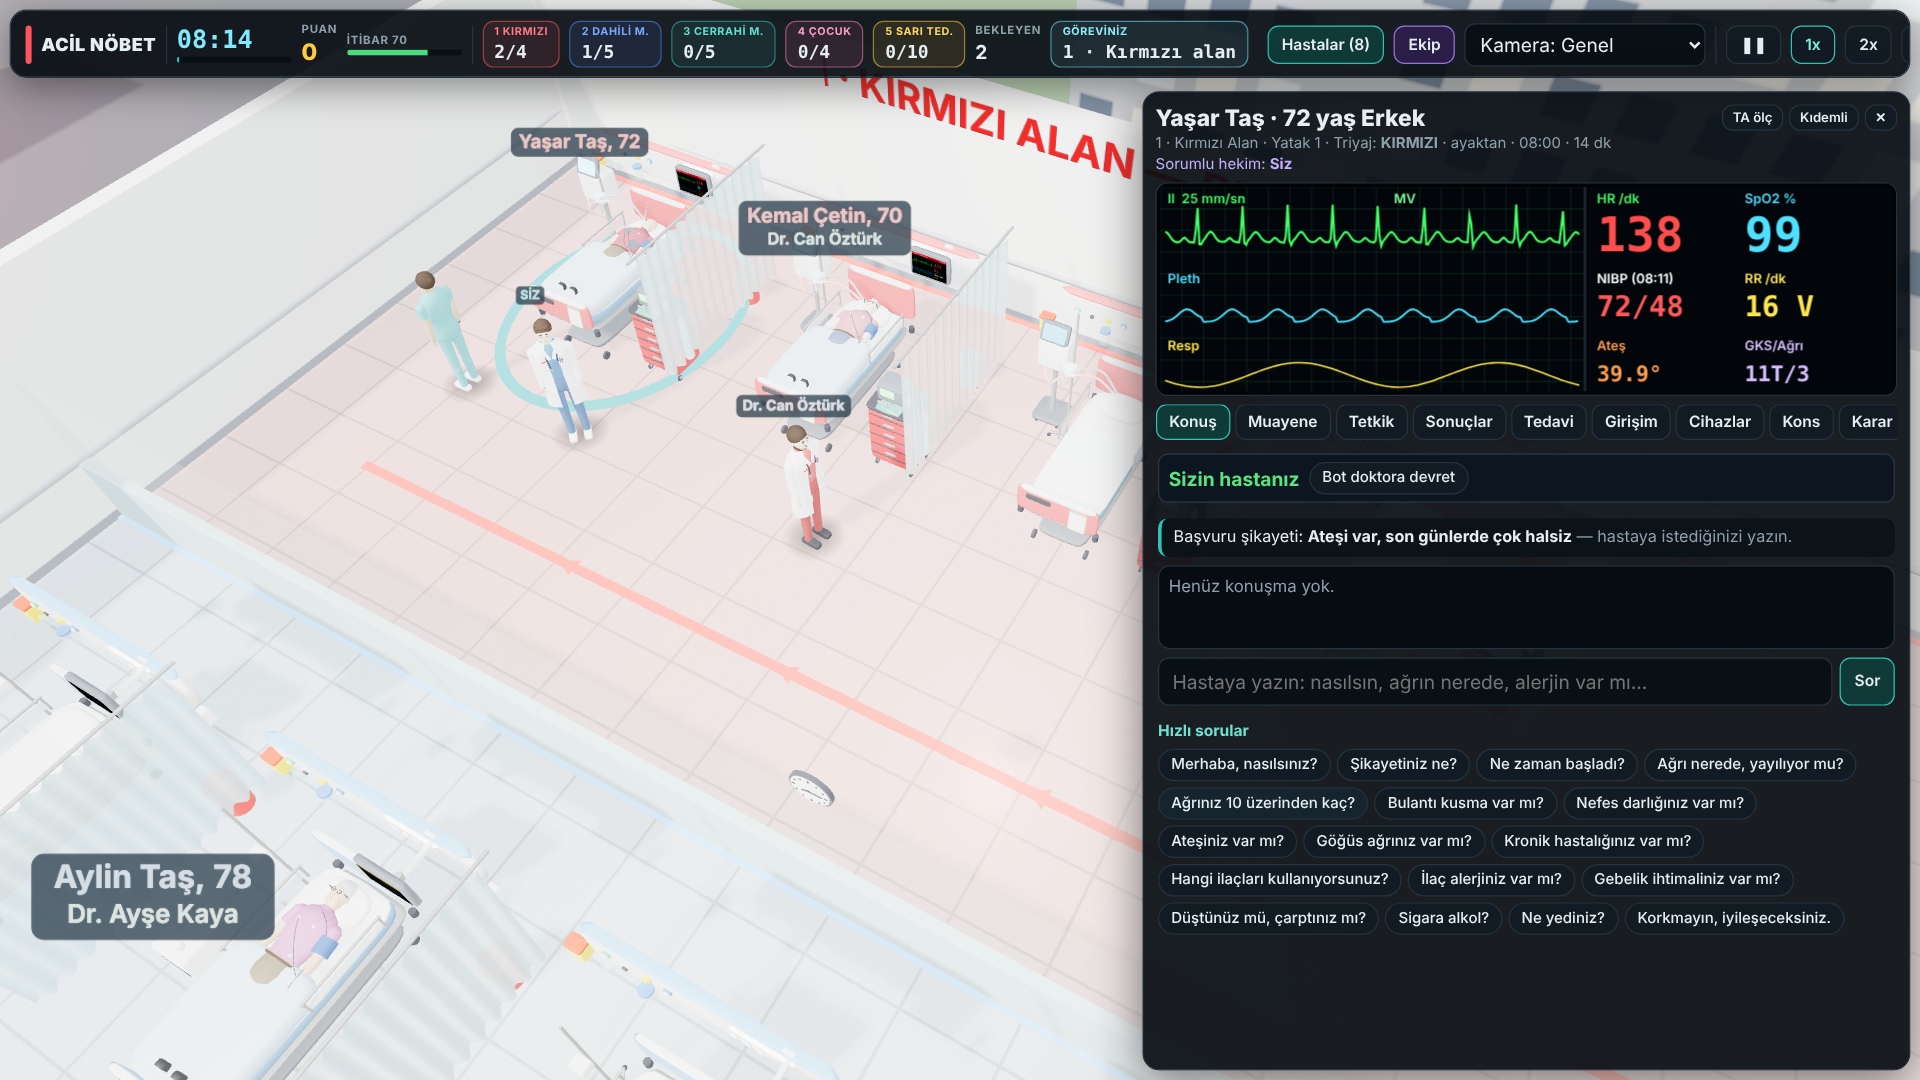 ACİL NÖBET
08:14
PUAN
0
İTİBAR 70
1 KIRMIZI
2/4
2 DAHİLİ M.
1/5
3 CERRAHİ M.
0/5
4 ÇOCUK
0/4
5 SARI TED.
0/10
BEKLEYEN
2
GÖREVİNİZ
1 · Kırmızı alan
Hastalar (8)
Ekip
Kamera: Genel
1x
2x
KIRMIZI ALAN
Yaşar Taş, 72
Kemal Çetin, 70
Dr. Can Öztürk
SİZ
Dr. Can Öztürk
Aylin Taş, 78
Dr. Ayşe Kaya
Yaşar Taş · 72 yaş Erkek
TA ölç
Kıdemli
×
1 · Kırmızı Alan · Yatak 1 · Triyaj: KIRMIZI · ayaktan · 08:00 · 14 dk
Sorumlu hekim: Siz
II 25 mm/sn
MV
HR /dk
138
SpO2 %
99
Pleth
NIBP (08:11)
72/48
RR /dk
16 V
Resp
Ateş
39.9°
GKS/Ağrı
11T/3
Konuş
Muayene
Tetkik
Sonuçlar
Tedavi
Girişim
Cihazlar
Kons
Karar
Sizin hastanız
Bot doktora devret
Başvuru şikayeti: Ateşi var, son günlerde çok halsiz — hastaya istediğinizi yazın.
Henüz konuşma yok.
Hastaya yazın: nasılsın, ağrın nerede, alerjin var mı...
Sor
Hızlı sorular
Merhaba, nasılsınız?
Şikayetiniz ne?
Ne zaman başladı?
Ağrı nerede, yayılıyor mu?
Ağrınız 10 üzerinden kaç?
Bulantı kusma var mı?
Nefes darlığınız var mı?
Ateşiniz var mı?
Göğüs ağrınız var mı?
Kronik hastalığınız var mı?
Hangi ilaçları kullanıyorsunuz?
İlaç alerjiniz var mı?
Gebelik ihtimaliniz var mı?
Düştünüz mü, çarptınız mı?
Sigara alkol?
Ne yediniz?
Korkmayın, iyileşeceksiniz.